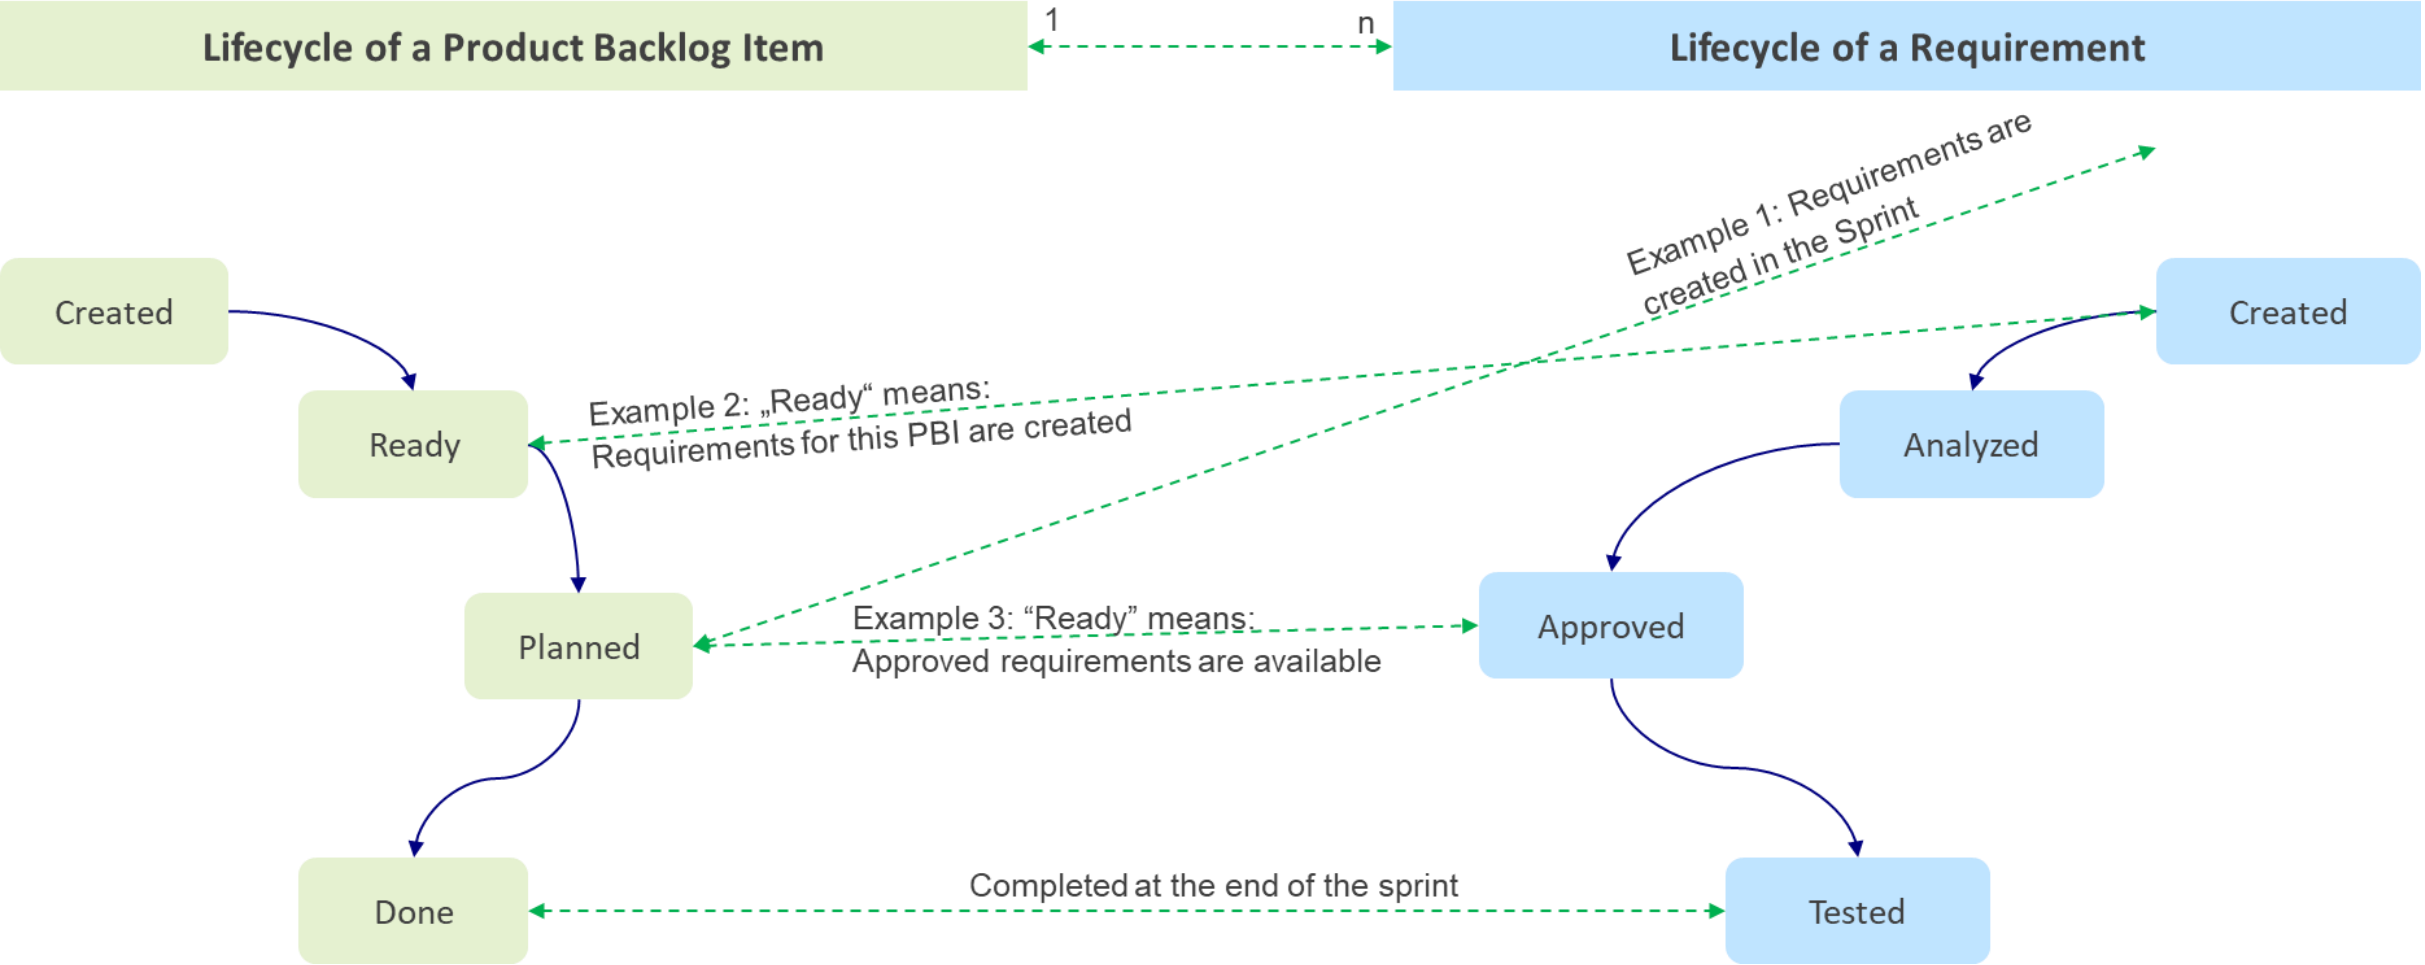 Lifecycle of a Product Backlog Item
1
n
Lifecycle of a Requirement
Example 1: Requirements are
created in the Sprint
Created
Created
Example 2: „Ready“ means:
Requirements for this PBI are created
Ready
Analyzed
Example 3: “Ready” means:
Approved requirements are available
Planned
Approved
Completed at the end of the sprint
Done
Tested